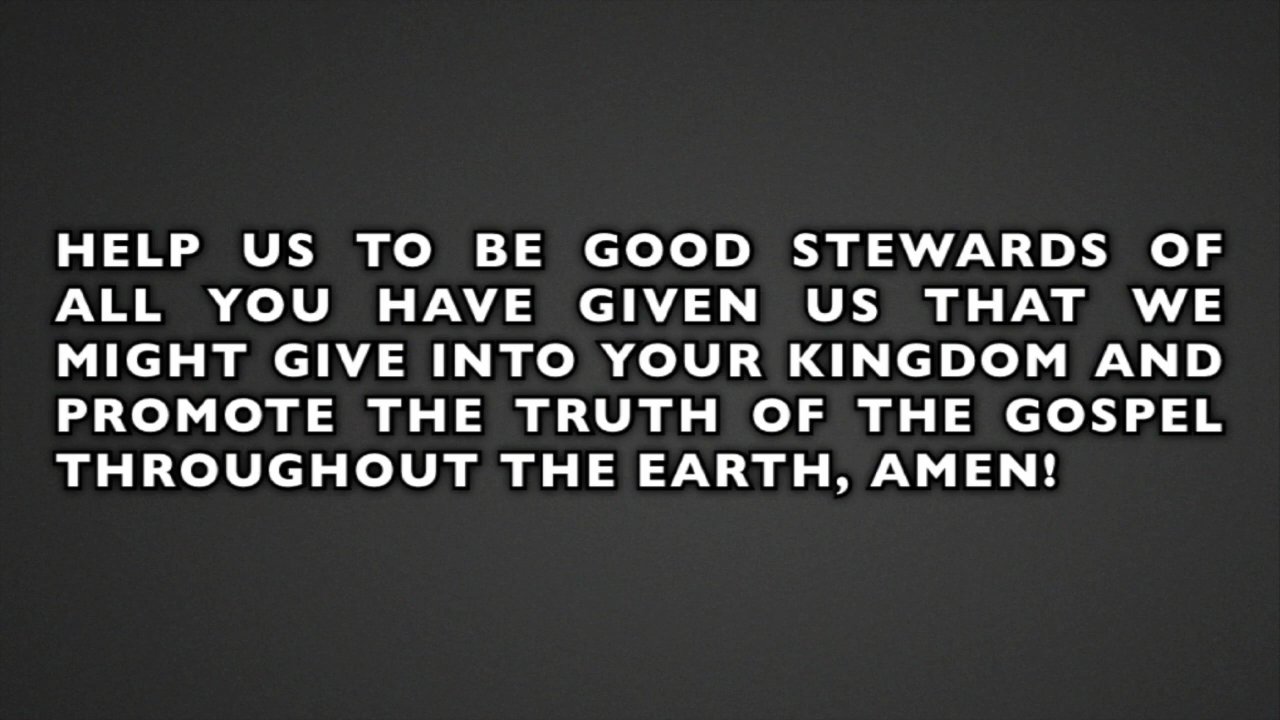 HELP US TO BE GOOD STEWARDS OF
ALL YOU HAVE GIVEN US THAT WE
MIGHT GIVE INTO YOUR KINGDOM AND
PROMOTE THE TRUTH OF THE GOSPEL
THROUGHOUT THE EARTH, AMEN!